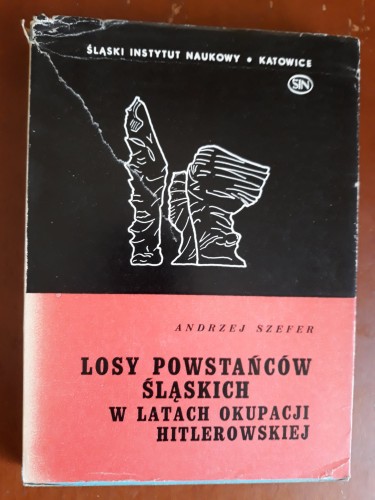 ŚLĄSKI INSTYTUT NAUKOWY • KATOWICE
SIN
ANDRZEJ SZEFER
LOSY POWSTAŃCÓW
ŚLĄSKICH
W LATACH OKUPACJI
HITLEROWSKIEJ